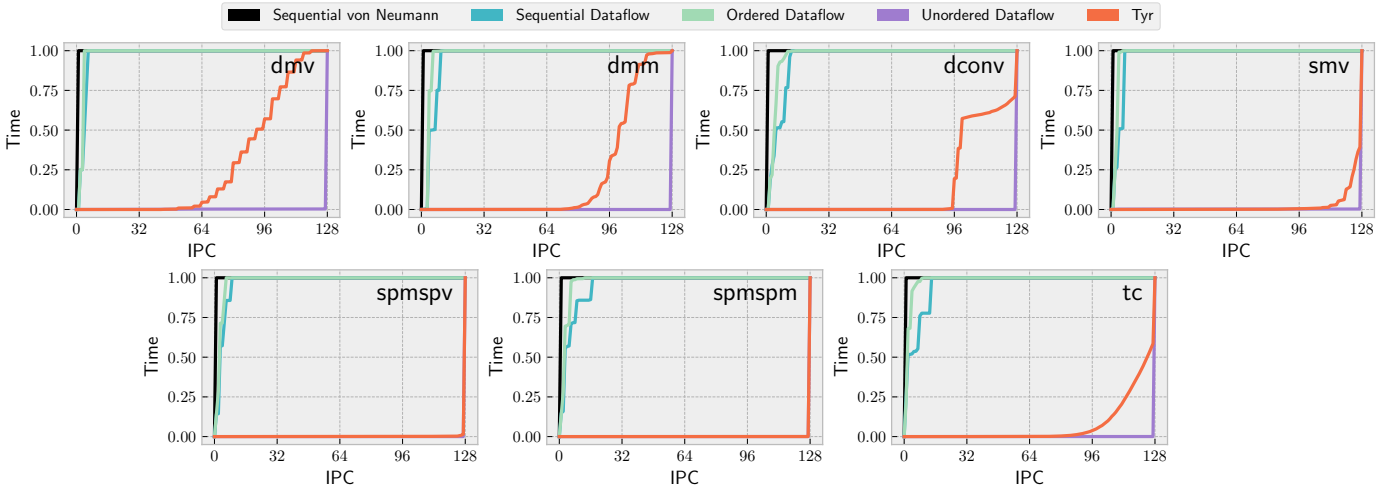 Sequential von Neumann Sequential Dataflow Ordered Dataflow Unordered Dataflow Tyr
1.00 0.75 0.50 0.25 0.00
Time
dmv
0 32 64 96 128
IPC
1.00 0.75 0.50 0.25 0.00
Time
dmm
0 32 64 96 128
IPC
1.00 0.75 0.50 0.25 0.00
Time
dconv
0 32 64 96 128
IPC
1.00 0.75 0.50 0.25 0.00
Time
smv
0 32 64 96 128
IPC
1.00 0.75 0.50 0.25 0.00
Time
spmspv
0 32 64 96 128
IPC
1.00 0.75 0.50 0.25 0.00
Time
spmspm
0 32 64 96 128
IPC
1.00 0.75 0.50 0.25 0.00
Time
tc
0 32 64 96 128
IPC